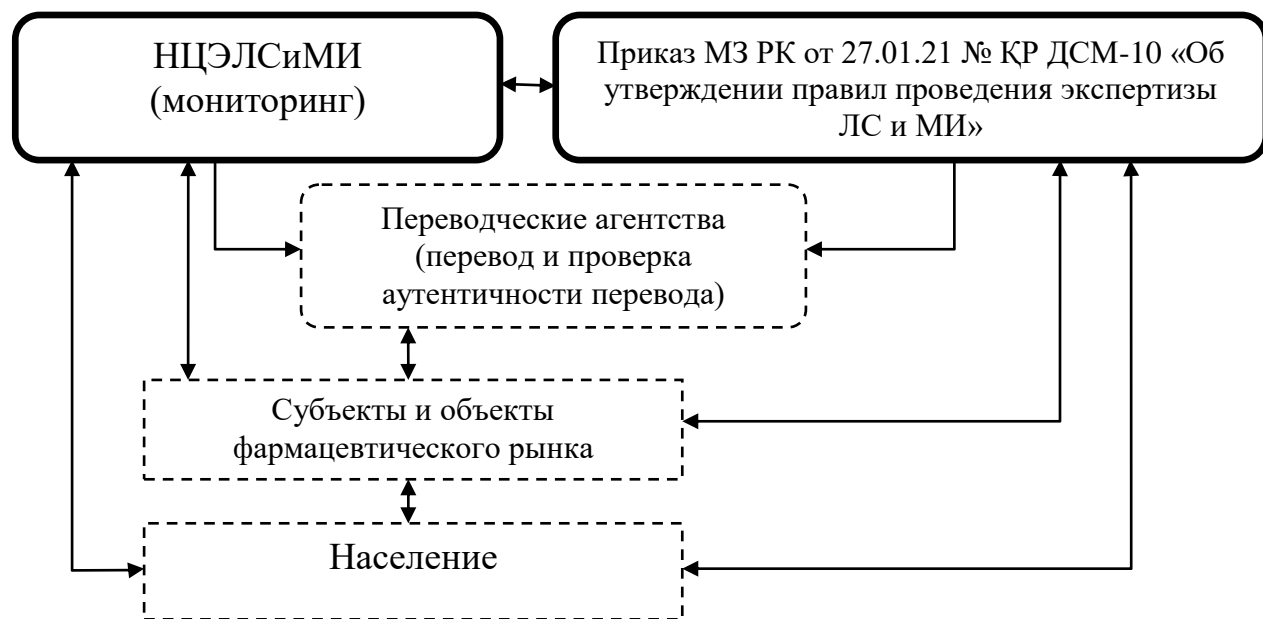 НЦЭЛСиМИ
(мониторинг)
Приказ МЗ РК от 27.01.21 № ҚР ДСМ-10 «Об
утверждении правил проведения экспертизы
ЛС и МИ»
Переводческие агентства
(перевод и проверка
аутентичности перевода)
Субъекты и объекты
фармацевтического рынка
Население